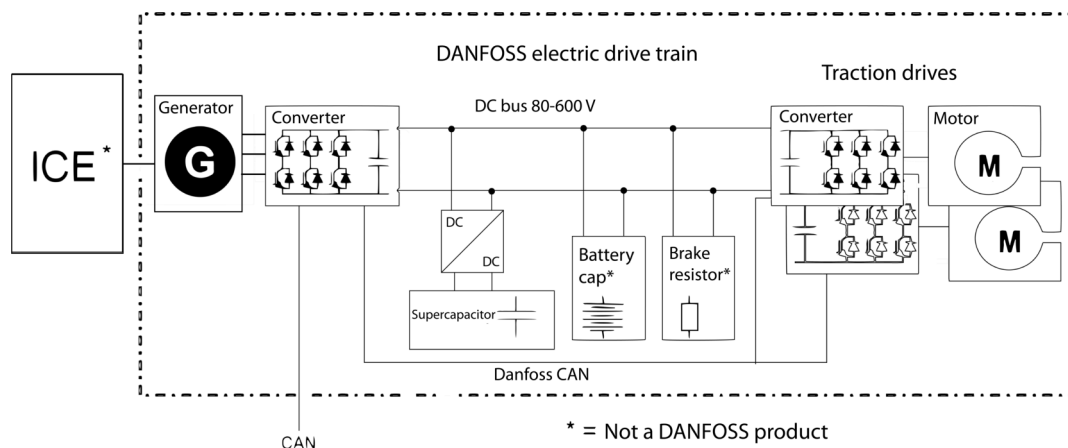 DANFOSS electric drive train
Traction drives
DC bus 80-600 V
ICE*
Generator
G
Converter
Converter
Motor
M
M
DC
DC
Supercapacitor
Battery
cap*
Brake
resistor*
Danfoss CAN
CAN
* = Not a DANFOSS product